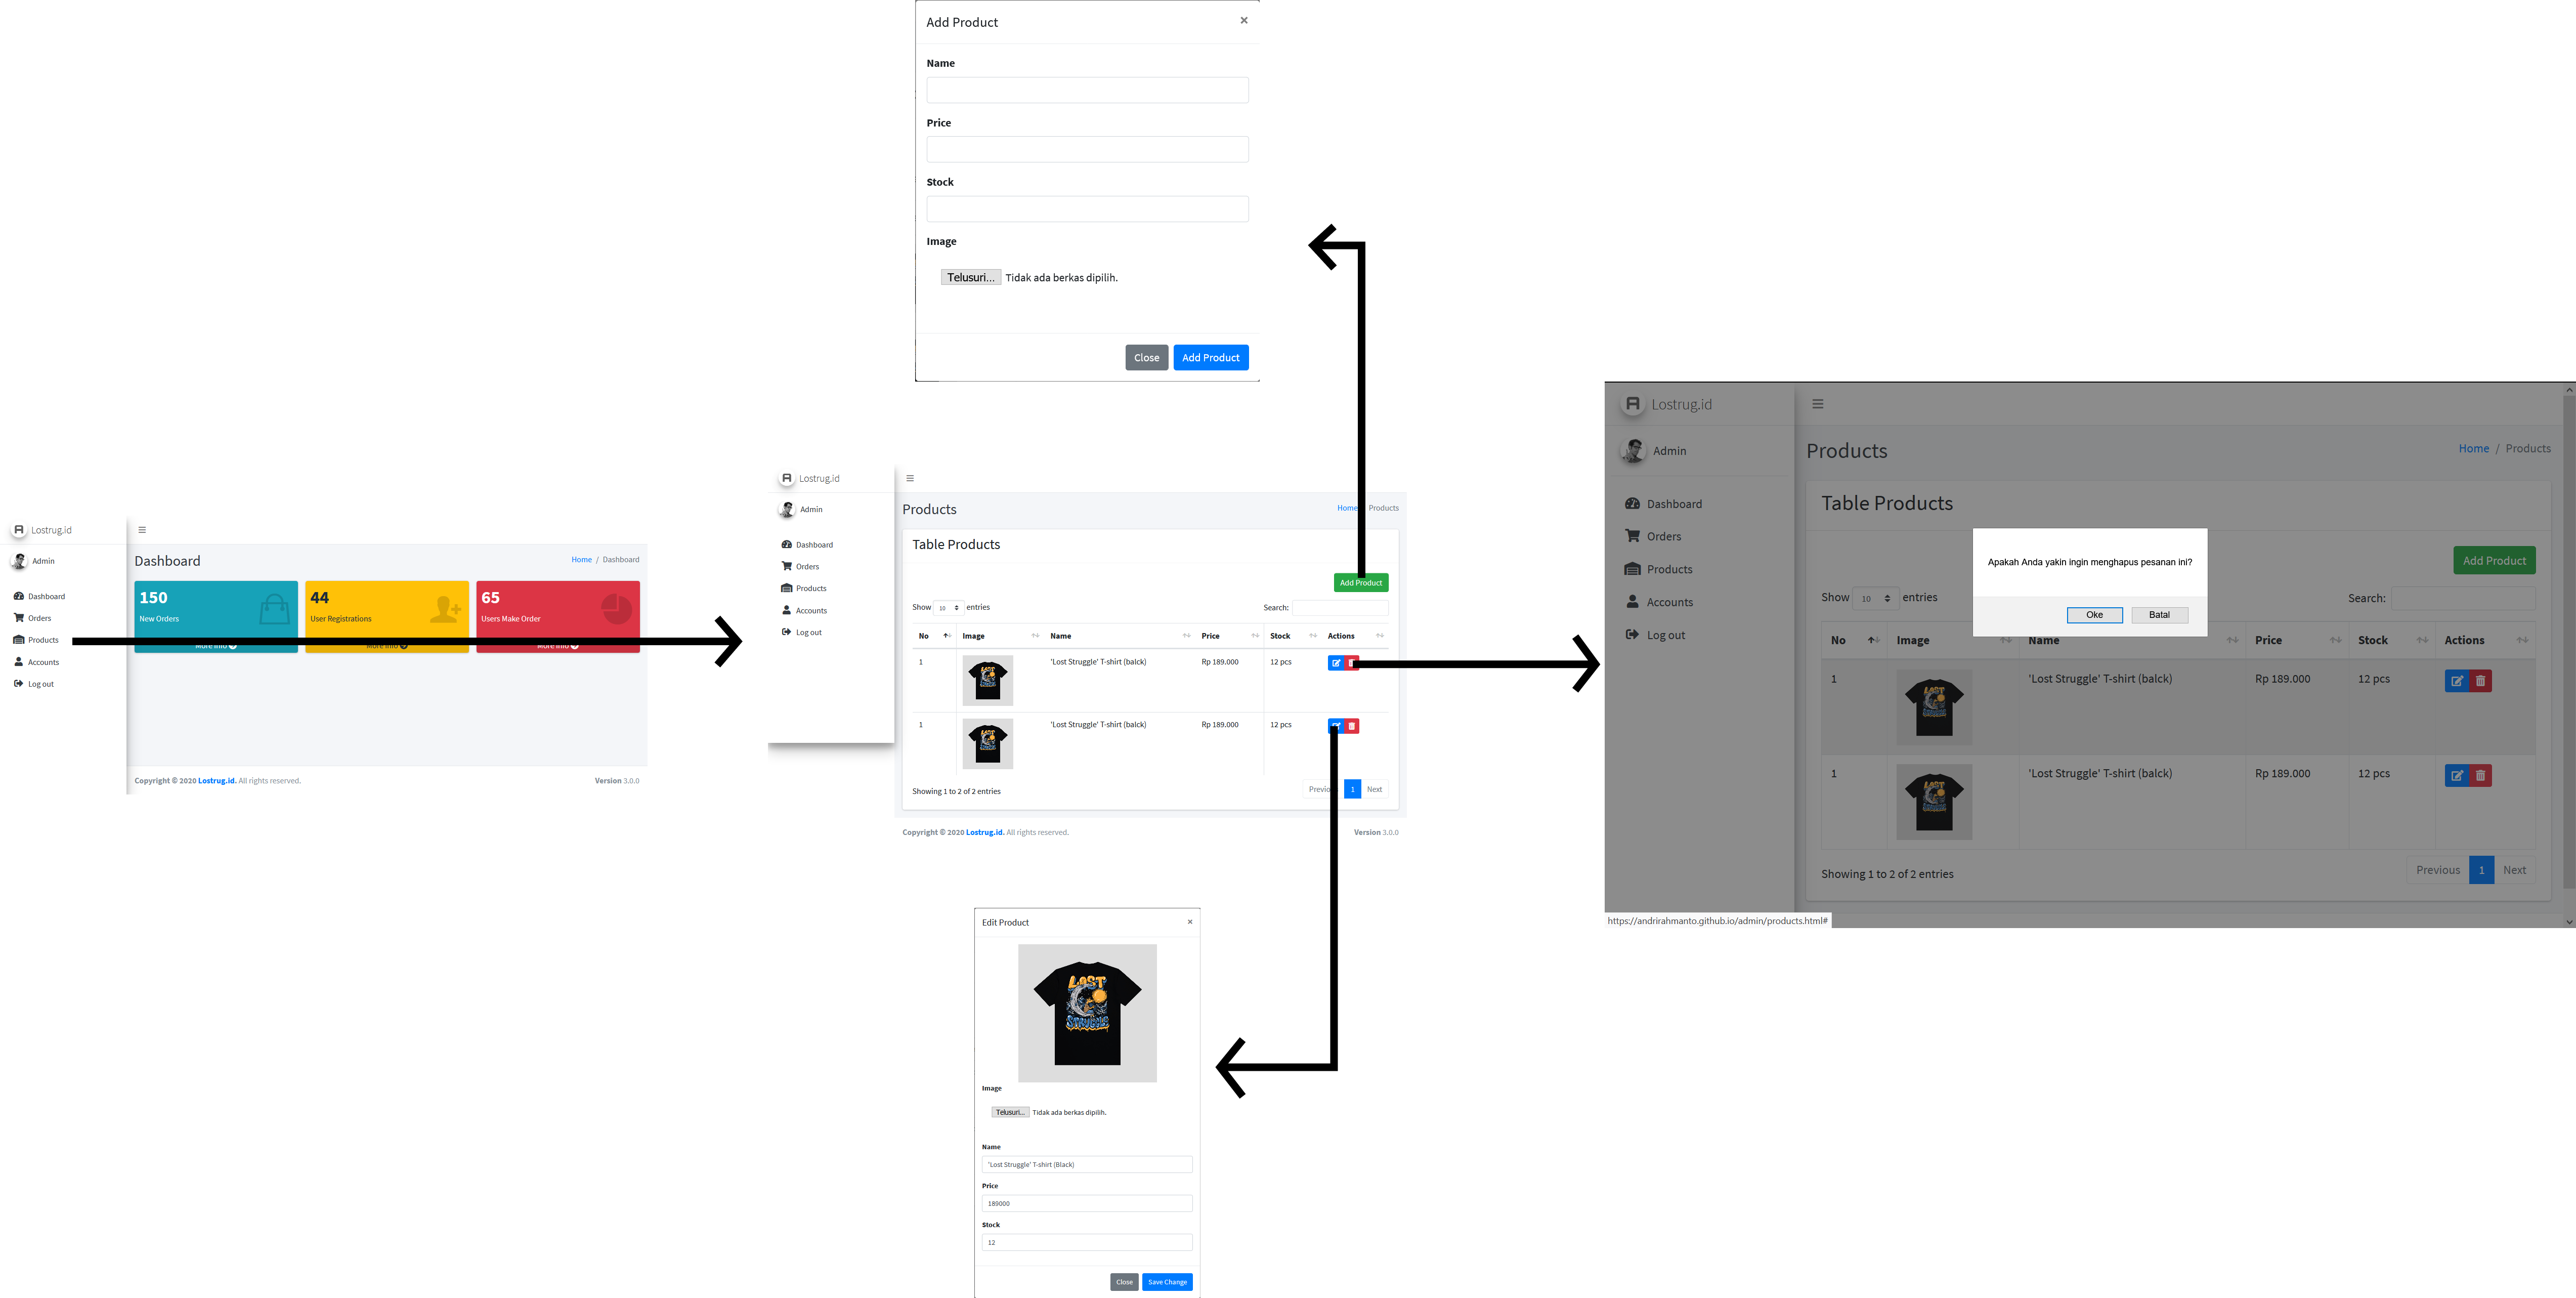 Add Product ×
Name
Price
Stock
Image
Telusuri... Tidak ada berkas dipilih.
Close Add Product
Lostrug.id
Admin
Dashboard
Orders
Products
Accounts
Log out
Dashboard
Home / Dashboard
150
New Orders
More info
44
User Registrations
More info
65
Users Make Order
More info
Copyright © 2020 Lostrug.id. All rights reserved.
Version 3.0.0
Lostrug.id
Admin
Dashboard
Orders
Products
Accounts
Log out
Products
Home Products
Table Products
Add Product
Show 10 entries
Search:
No Image Name Price Stock Actions
1 'Lost Struggle' T-shirt (balck) Rp 189.000 12 pcs
LOST
1 'Lost Struggle' T-shirt (balck) Rp 189.000 12 pcs
LOST
Showing 1 to 2 of 2 entries
Previous 1 Next
Copyright © 2020 Lostrug.id. All rights reserved.
Version 3.0.0
Lostrug.id
Admin
Dashboard
Orders
Products
Accounts
Log out
Products
Home / Products
Table Products
Apakah Anda yakin ingin menghapus pesanan ini?
Oke Batal
Add Product
Show 10 entries
Search:
No Image Name Price Stock Actions
1 'Lost Struggle' T-shirt (balck) Rp 189.000 12 pcs
LOST
STRUGGLE
1 'Lost Struggle' T-shirt (balck) Rp 189.000 12 pcs
LOST
STRUGGLE
Showing 1 to 2 of 2 entries
Previous 1 Next
https://andrirahmanto.github.io/admin/products.html#
Edit Product ×
LOST
STRUGGLE
Image
Telusuri... Tidak ada berkas dipilih.
Name
'Lost Struggle' T-shirt (Black)
Price
189000
Stock
12
Close Save Change